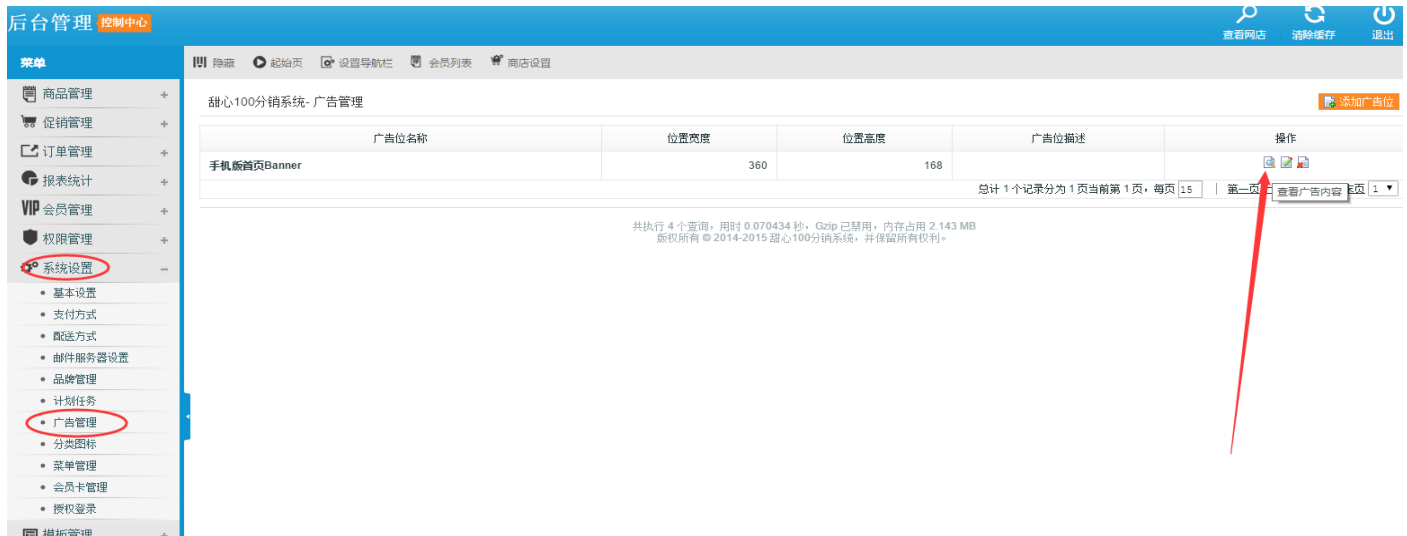 后台管理 控制中心
查看网店 清除缓存 退出
菜单
隐藏 起始页 设置导航栏 会员列表 商店设置
商品管理 +
促销管理 +
订单管理 +
报表统计 +
VIP 会员管理 +
权限管理 +
系统设置 −
• 基本设置
• 支付方式
• 配送方式
• 邮件服务器设置
• 品牌管理
• 计划任务
• 广告管理
• 分类图标
• 菜单管理
• 会员卡管理
• 授权登录
模板管理 +
甜心100分销系统- 广告管理
添加广告位
广告位名称 位置宽度 位置高度 广告位描述 操作
手机版首页Banner 360 168
总计 1 个记录分为 1 页当前第 1 页，每页 15 | 第一页 末页 1
查看广告内容
共执行 4 个查询，用时 0.070434 秒，Gzip 已禁用，内存占用 2.143 MB
版权所有 © 2014-2015 甜心100分销系统，并保留所有权利。